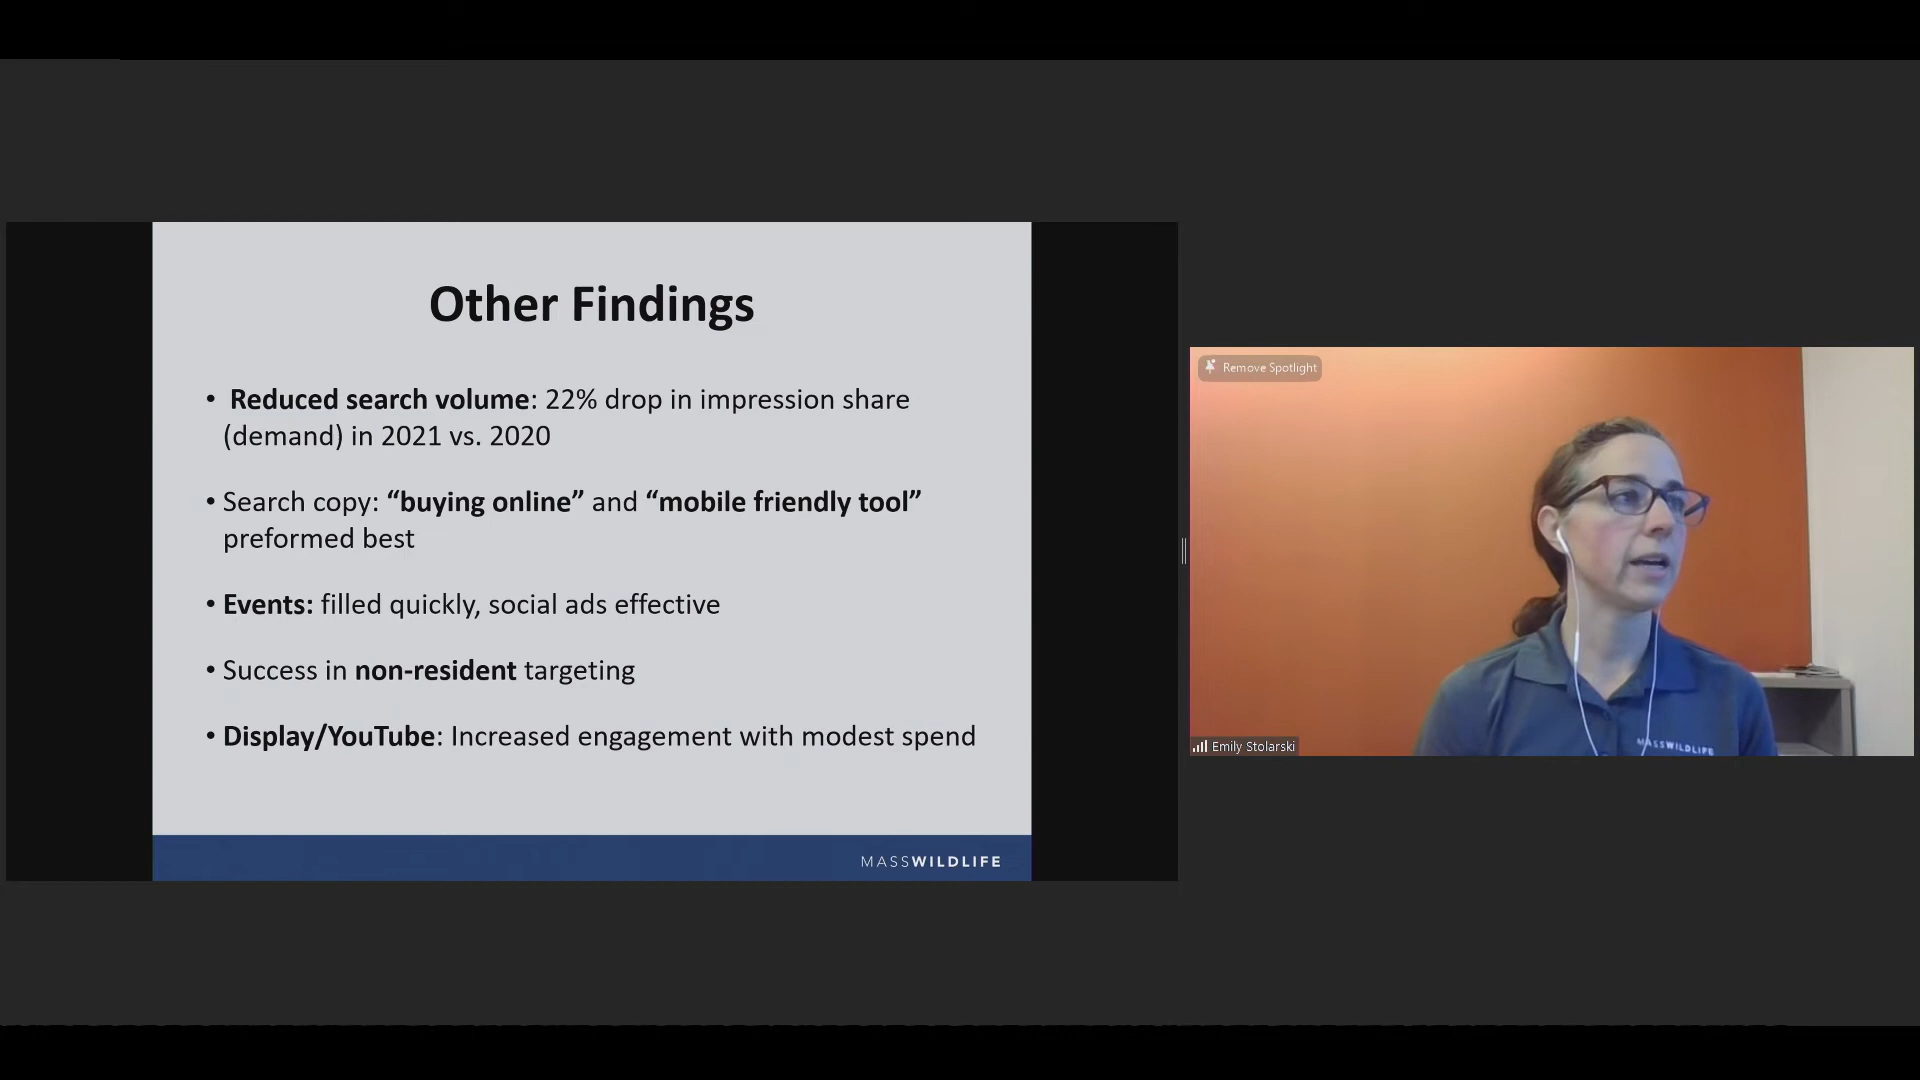 Other Findings
• Reduced search volume: 22% drop in impression share
(demand) in 2021 vs. 2020
• Search copy: “buying online” and “mobile friendly tool”
preformed best
• Events: filled quickly, social ads effective
• Success in non-resident targeting
• Display/YouTube: Increased engagement with modest spend
MASSWILDLIFE
Remove Spotlight
MASSWILDLIFE
Emily Stolarski